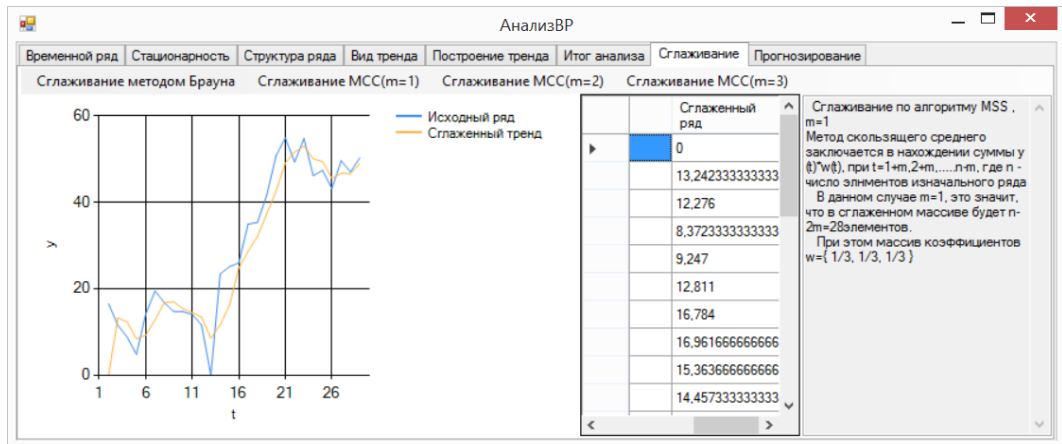 АнализВР
Временной ряд Стационарность Структура ряда Вид тренда Построение тренда Итог анализа Сглаживание Прогнозирование
Сглаживание методом Брауна Сглаживание МСС(m=1) Сглаживание МСС(m=2) Сглаживание МСС(m=3)
60
40
20
0
y
1 6 11 16 21 26
t
Исходный ряд
Сглаженный тренд
Сглаженный
ряд
0
13,242333333333
12,276
8,3723333333333
9,247
12,811
16,784
16,961666666666
15,363666666666
14,457333333333
Сглаживание по алгоритму MSS ,
m=1
Метод скользящего среднего
заключается в нахождении суммы y
(t)*w(t), при t=1+m,2+m,.....n-m, где n -
число элнментов изначального ряда
В данном случае m=1, это значит,
что в сглаженном массиве будет n-
2m=28элементов.
При этом массив коэффициентов
w={ 1/3, 1/3, 1/3 }